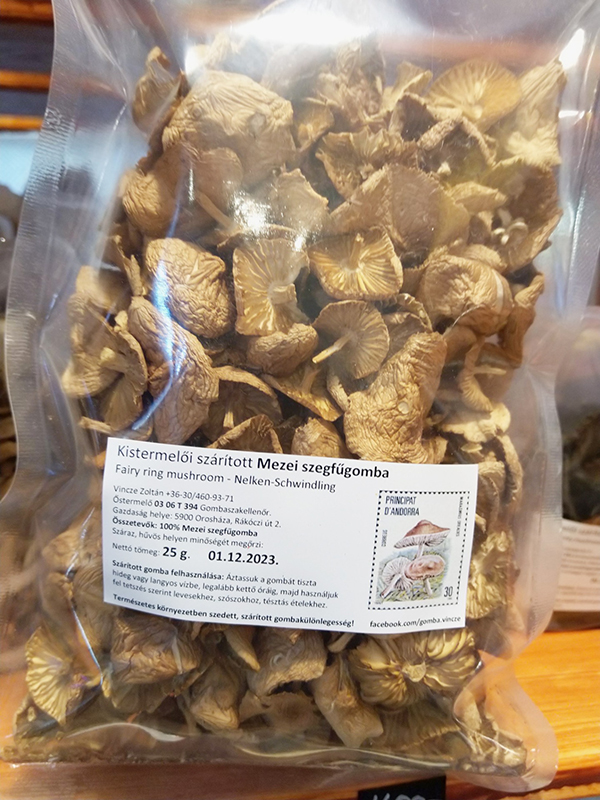 Kistermelői szárított Mezei szegfűgomba
Fairy ring mushroom - Nelken-Schwindling
Vincze Zoltán +36-30/460-93-71
Őstermelő 03 06 T 394 Gombaszakellenőr.
Gazdaság helye: 5900 Orosháza, Rákóczi út 2.
Összetevők: 100% Mezei szegfűgomba
Száraz, hűvös helyen minőségét megőrzi:
Nettó tömeg: 25 g. 01.12.2023.
Szárított gomba felhasználása: Áztassuk a gombát tiszta
hideg vagy langyos vízbe, legalább kettő óráig, majd használjuk
fel tetszés szerint levesekhez, szószokhoz, tésztás ételekhez.
Természetes környezetben szedett, szárított gombakülönlegesség!
PRINCIPAT
D'ANDORRA
CORREUS
30
facebook.com/gomba.vincze